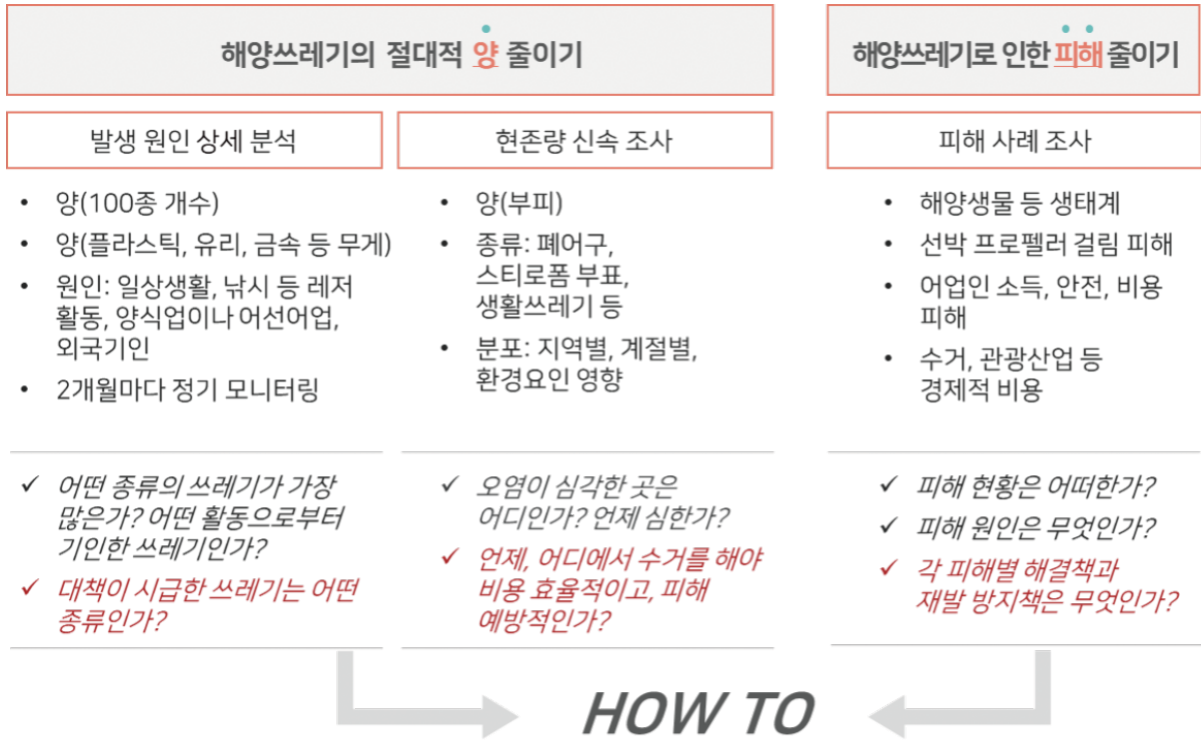 해양쓰레기의 절대적 양 줄이기
발생 원인 상세 분석
• 양(100종 개수)
• 양(플라스틱, 유리, 금속 등 무게)
• 원인: 일상생활, 낚시 등 레저
활동, 양식업이나 어선어업,
외국기인
• 2개월마다 정기 모니터링
✓ 어떤 종류의 쓰레기가 가장
많은가? 어떤 활동으로부터
기인한 쓰레기인가?
✓ 대책이 시급한 쓰레기는 어떤
종류인가?
현존량 신속 조사
• 양(부피)
• 종류: 폐어구,
스티로폼 부표,
생활쓰레기 등
• 분포: 지역별, 계절별,
환경요인 영향
✓ 오염이 심각한 곳은
어디인가? 언제 심한가?
✓ 언제, 어디에서 수거를 해야
비용 효율적이고, 피해
예방적인가?
해양쓰레기로 인한 피해 줄이기
피해 사례 조사
• 해양생물 등 생태계
• 선박 프로펠러 걸림 피해
• 어업인 소득, 안전, 비용
피해
• 수거, 관광산업 등
경제적 비용
✓ 피해 현황은 어떠한가?
✓ 피해 원인은 무엇인가?
✓ 각 피해별 해결책과
재발 방지책은 무엇인가?
HOW TO